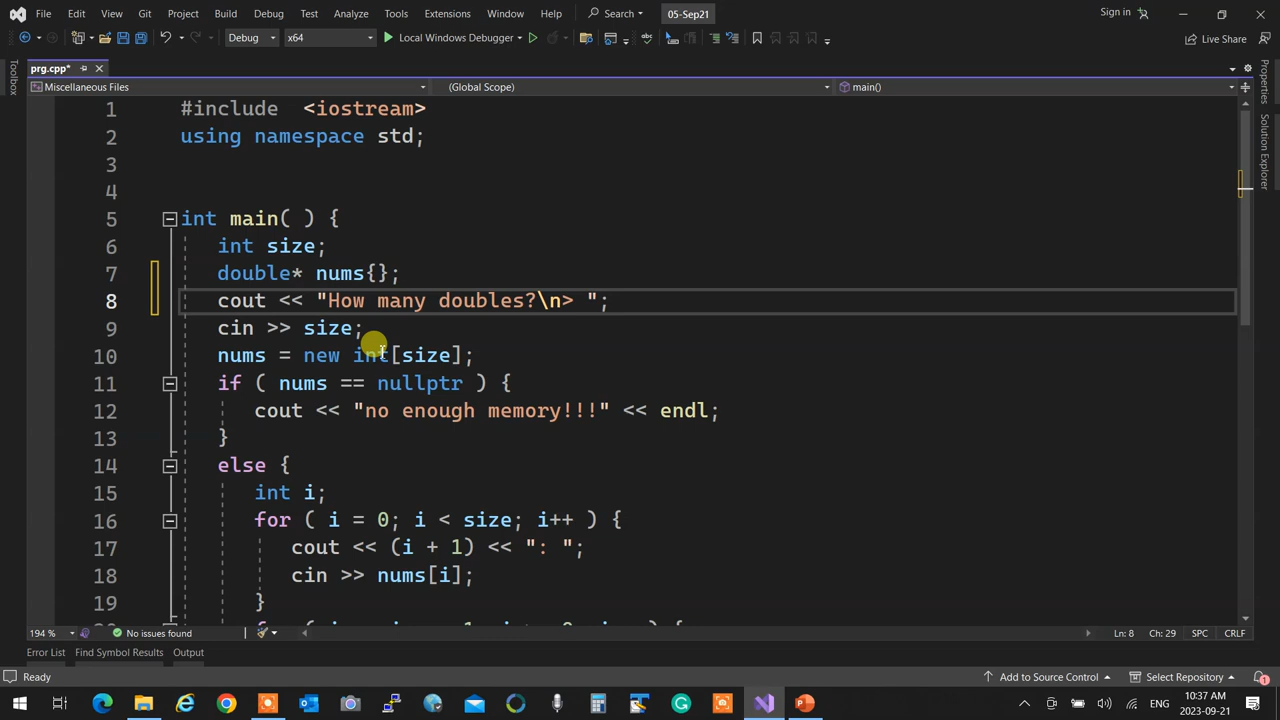 File Edit View Git Project Build Debug Test Analyze Tools Extensions Window Help Search 05-Sep21 Sign in
Debug x64 Local Windows Debugger Live Share
prg.cpp*
Miscellaneous Files (Global Scope) main()
Toolbox
Properties
Solution Explorer
1 #include <iostream>
2 using namespace std;
3
4
5 int main( ) {
6 int size;
7 double* nums{};
8 cout << "How many doubles?\n> ";
9 cin >> size;
10 nums = new int[size];
11 if ( nums == nullptr ) {
12 cout << "no enough memory!!!" << endl;
13 }
14 else {
15 int i;
16 for ( i = 0; i < size; i++ ) {
17 cout << (i + 1) << ": ";
18 cin >> nums[i];
19 }
194 % No issues found Ln: 8 Ch: 29 SPC CRLF
Error List Find Symbol Results Output
Ready Add to Source Control Select Repository 1
ENG 10:37 AM
2023-09-21